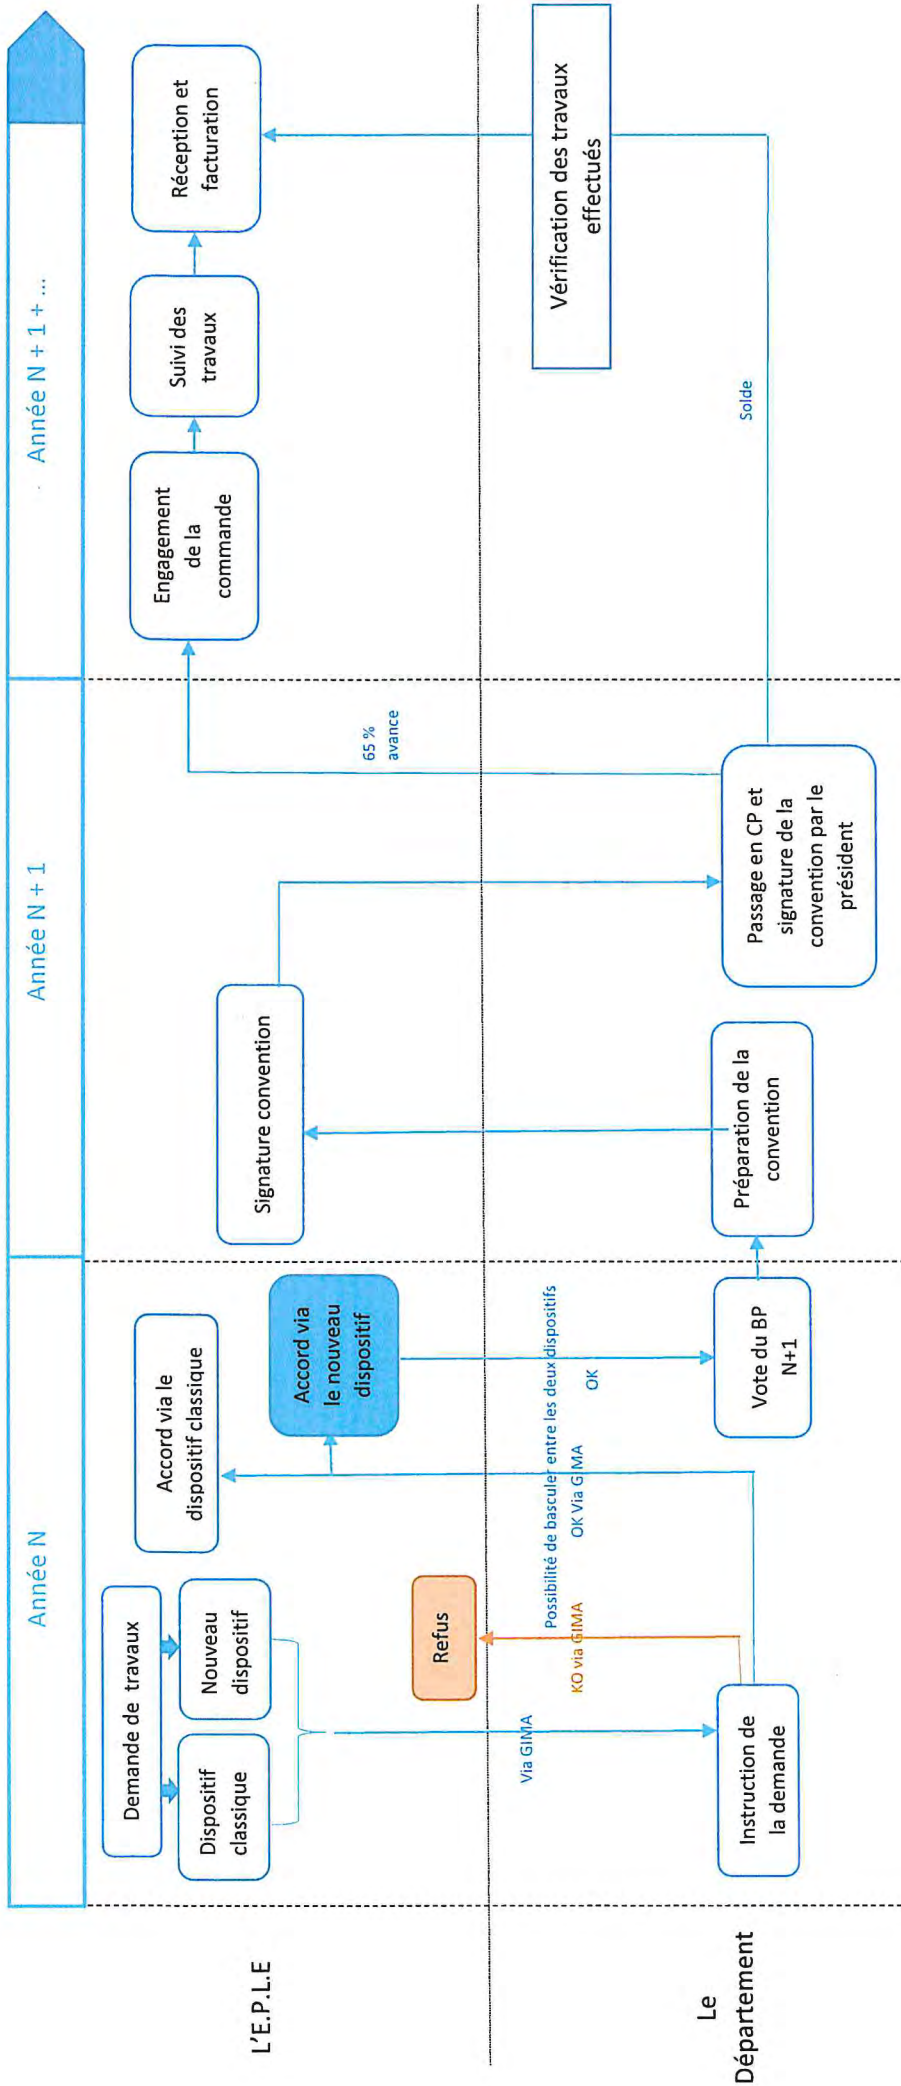 Année N
Année N + 1
Année N + 1 + ...
L'E.P.L.E
Demande de travaux
Dispositif
classique
Nouveau
dispositif
Accord via le
dispositif classique
Accord via
le nouveau
dispositif
Refus
Signature convention
65 %
avance
Engagement
de la
commande
Suivi des
travaux
Réception et
facturation
Le
Département
Via GIMA
KO via GIMA
Possibilité de basculer entre les deux dispositifs
OK Via GIMA
OK
Instruction de
la demande
Vote du BP
N+1
Préparation de la
convention
Passage en CP et
signature de la
convention par le
président
Solde
Vérification des travaux
effectués